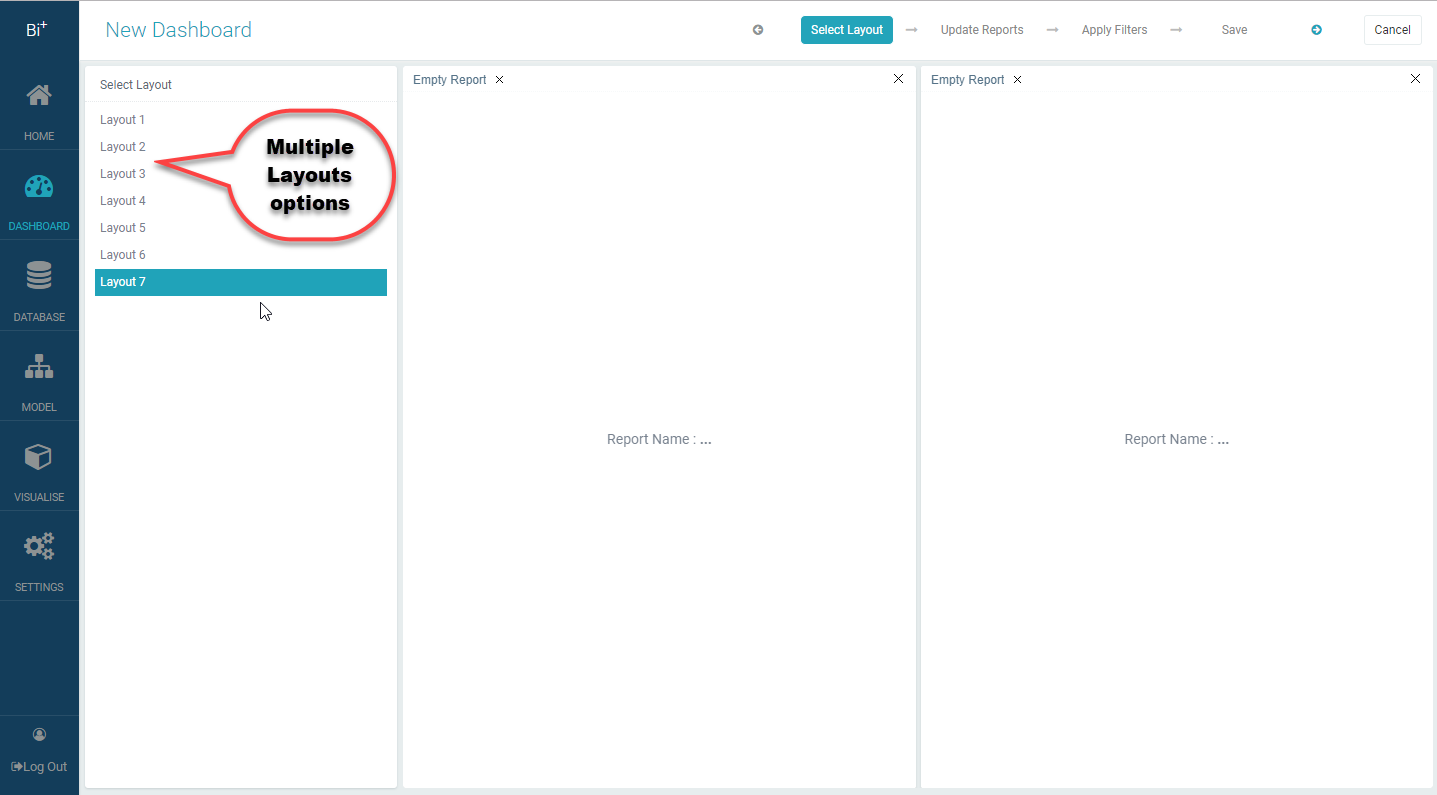 Bi+
New Dashboard
Select Layout
Update Reports
Apply Filters
Save
Cancel
HOME
DASHBOARD
DATABASE
MODEL
VISUALISE
SETTINGS
Log Out
Select Layout
Layout 1
Layout 2
Layout 3
Layout 4
Layout 5
Layout 6
Layout 7
Multiple
Layouts
options
Empty Report
Report Name : ...
Empty Report
Report Name : ...